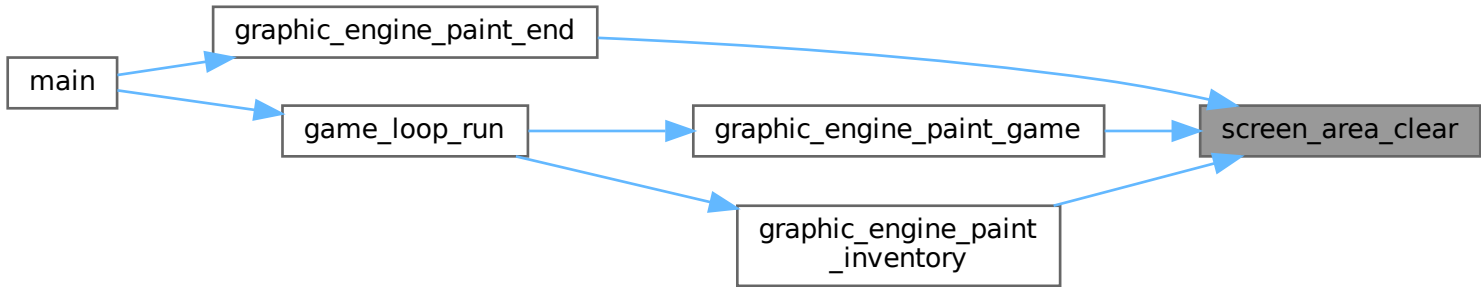 graphic_engine_paint_end
main
game_loop_run
graphic_engine_paint_game
screen_area_clear
graphic_engine_paint
_inventory